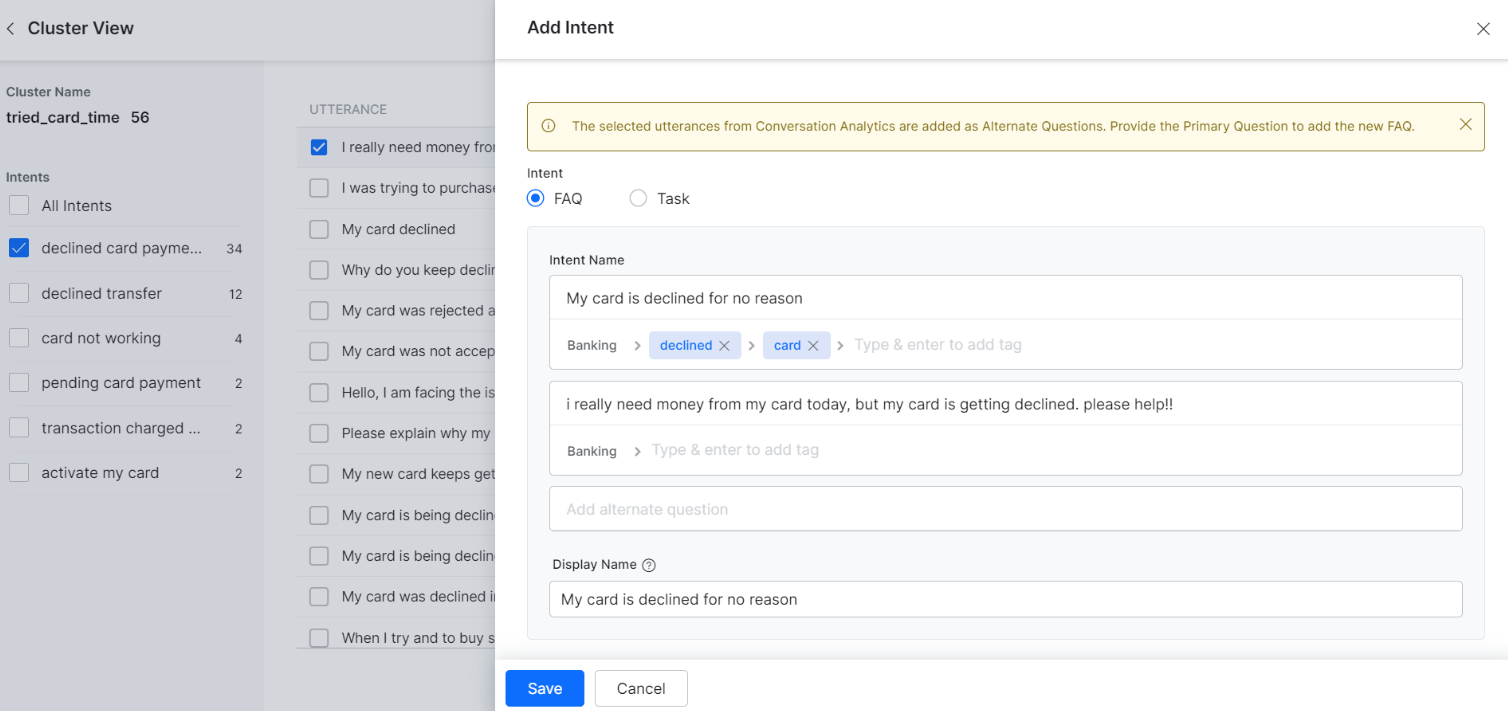 Cluster View
Cluster Name
tried_card_time 56
Intents
All Intents
declined card payme... 34
declined transfer 12
card not working 4
pending card payment 2
transaction charged ... 2
activate my card 2
UTTERANCE
I really need money
I was trying to purchase
My card declined
Why do you keep
My card was rejected
My card was not
Hello, I am facing the
Please explain why my
My new card keeps
My card is being
My card is being
My card was declined
When I try and to buy
Add Intent
The selected utterances from Conversation Analytics are added as Alternate Questions. Provide the Primary Question to add the new FAQ.
Intent
FAQ Task
Intent Name
My card is declined for no reason
Banking > declined > card > Type & enter to add tag
i really need money from my card today, but my card is getting declined. please help!!
Banking > Type & enter to add tag
Add alternate question
Display Name
My card is declined for no reason
Save Cancel